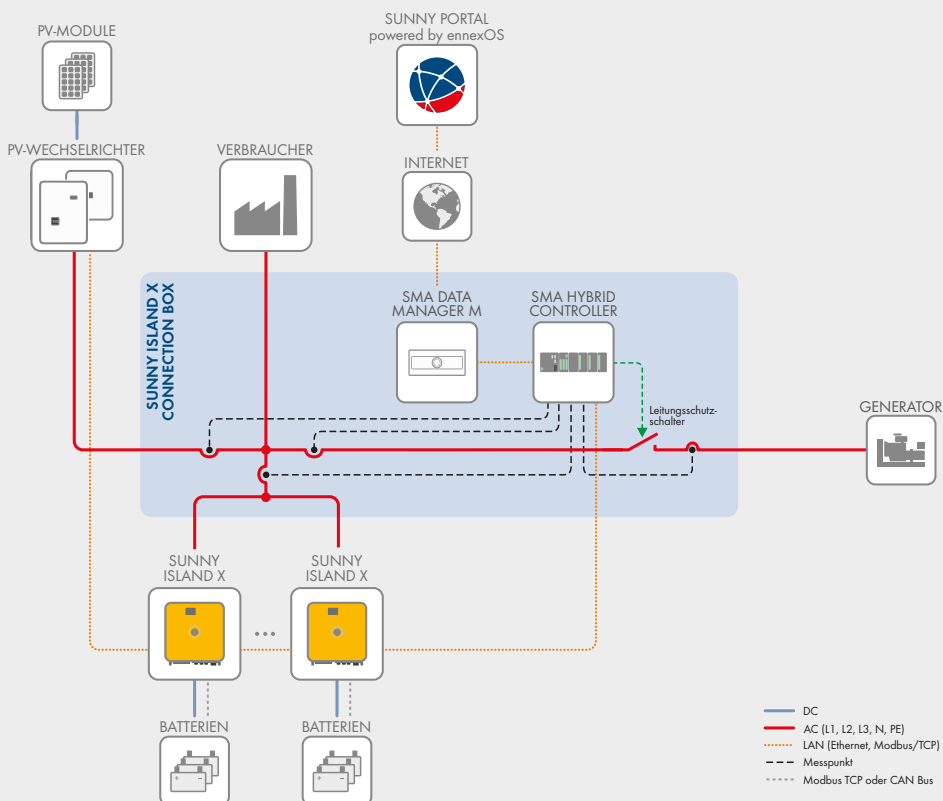 PV-MODULE
SUNNY PORTAL
powered by ennexOS
PV-WECHSELRICHTER
VERBRAUCHER
INTERNET
SUNNY ISLAND X
CONNECTION BOX
SMA DATA
MANAGER M
SMA HYBRID
CONTROLLER
Leitungsschutz-
schalter
GENERATOR
SUNNY
ISLAND X
...
SUNNY
ISLAND X
BATTERIEN
BATTERIEN
DC
AC (L1, L2, L3, N, PE)
LAN (Ethernet, Modbus/TCP)
Messpunkt
Modbus TCP oder CAN Bus